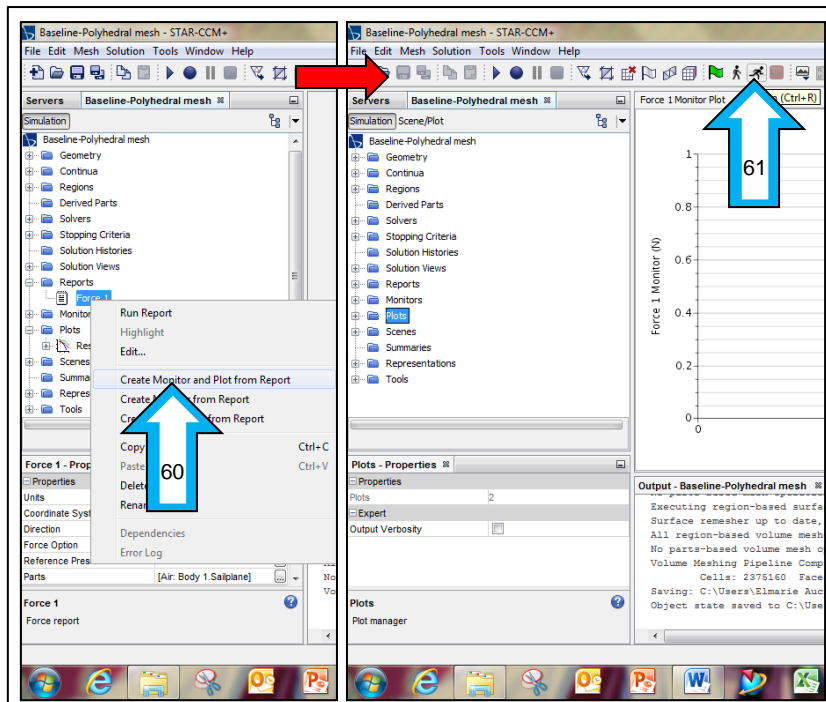 Baseline-Polyhedral mesh - STAR-CCM+
File Edit Mesh Solution Tools Window Help
Servers Baseline-Polyhedral mesh
Simulation
Baseline-Polyhedral mesh
Geometry
Continua
Regions
Derived Parts
Solvers
Stopping Criteria
Solution Histories
Solution Views
Reports
Force 1
Monitor
Plots
Res
Scenes
Summa
Repres
Tools
Run Report
Highlight
Edit...
Create Monitor and Plot from Report
from Report
from Report
Copy Ctrl+C
Paste Ctrl+V
Delet
Rena
Dependencies
Error Log
60
Force 1 - Prop
Properties
Units
Coordinate Syst
Direction
Force Option
Reference Pres
Parts [Air: Body 1.Sailplane]
No
Vo
Force 1
Force report
Baseline-Polyhedral mesh - STAR-CCM+
File Edit Mesh Solution Tools Window Help
Servers Baseline-Polyhedral mesh
Simulation Scene/Plot
Baseline-Polyhedral mesh
Geometry
Continua
Regions
Derived Parts
Solvers
Stopping Criteria
Solution Histories
Solution Views
Reports
Monitors
Plots
Scenes
Summaries
Representations
Tools
Plots - Properties
Properties
Plots 2
Expert
Output Verbosity
Plots
Plot manager
Force 1 Monitor Plot
(Ctrl+R)
61
1
0.8
0.6
0.4
0.2
0
0
Force 1 Monitor (N)
Output - Baseline-Polyhedral mesh
Executing region-based surfa
Surface remesher up to date,
All region-based volume mesh
No parts-based volume mesh o
Volume Meshing Pipeline Comp
Cells: 2375160 Face
Saving: C:\Users\Elmarie Auc
Object state saved to C:\Use